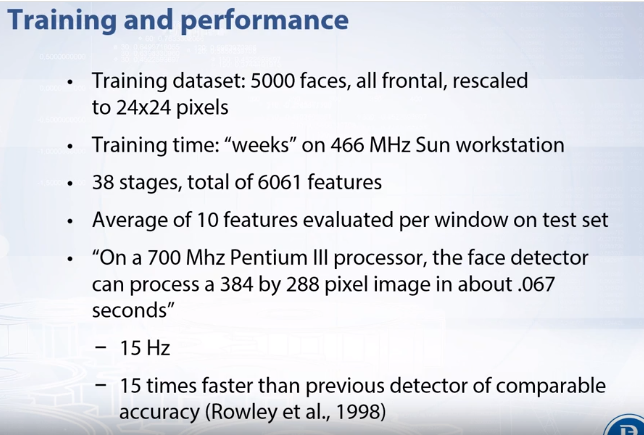 Training and performance
• Training dataset: 5000 faces, all frontal, rescaled
to 24x24 pixels
• Training time: “weeks” on 466 MHz Sun workstation
• 38 stages, total of 6061 features
• Average of 10 features evaluated per window on test set
• “On a 700 Mhz Pentium III processor, the face detector
can process a 384 by 288 pixel image in about .067
seconds”
– 15 Hz
– 15 times faster than previous detector of comparable
accuracy (Rowley et al., 1998)